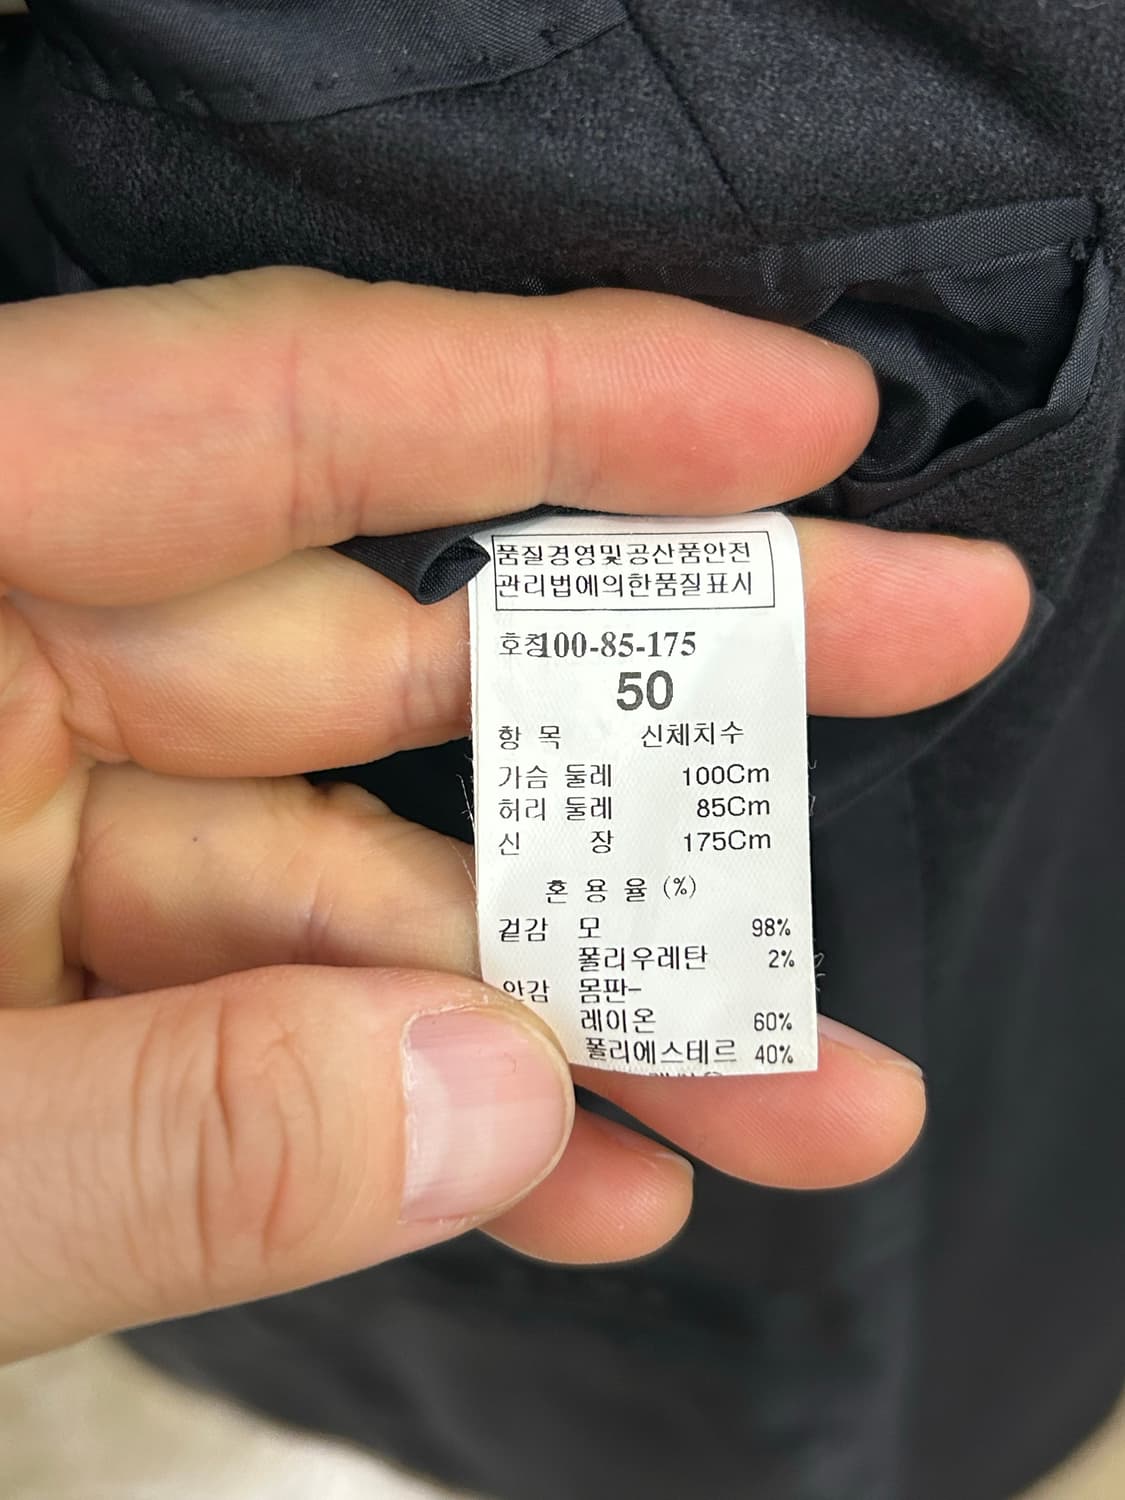 품질경영및공산품안전
관리법에의한품질표시
호칭100-85-175
50
항 목 신체치수
가슴 둘레 100Cm
허리 둘레 85Cm
신 장 175Cm
혼 용 율 (%)
겉감 모 98%
폴리우레탄 2%
안감 몸판-
레이온 60%
폴리에스테르 40%